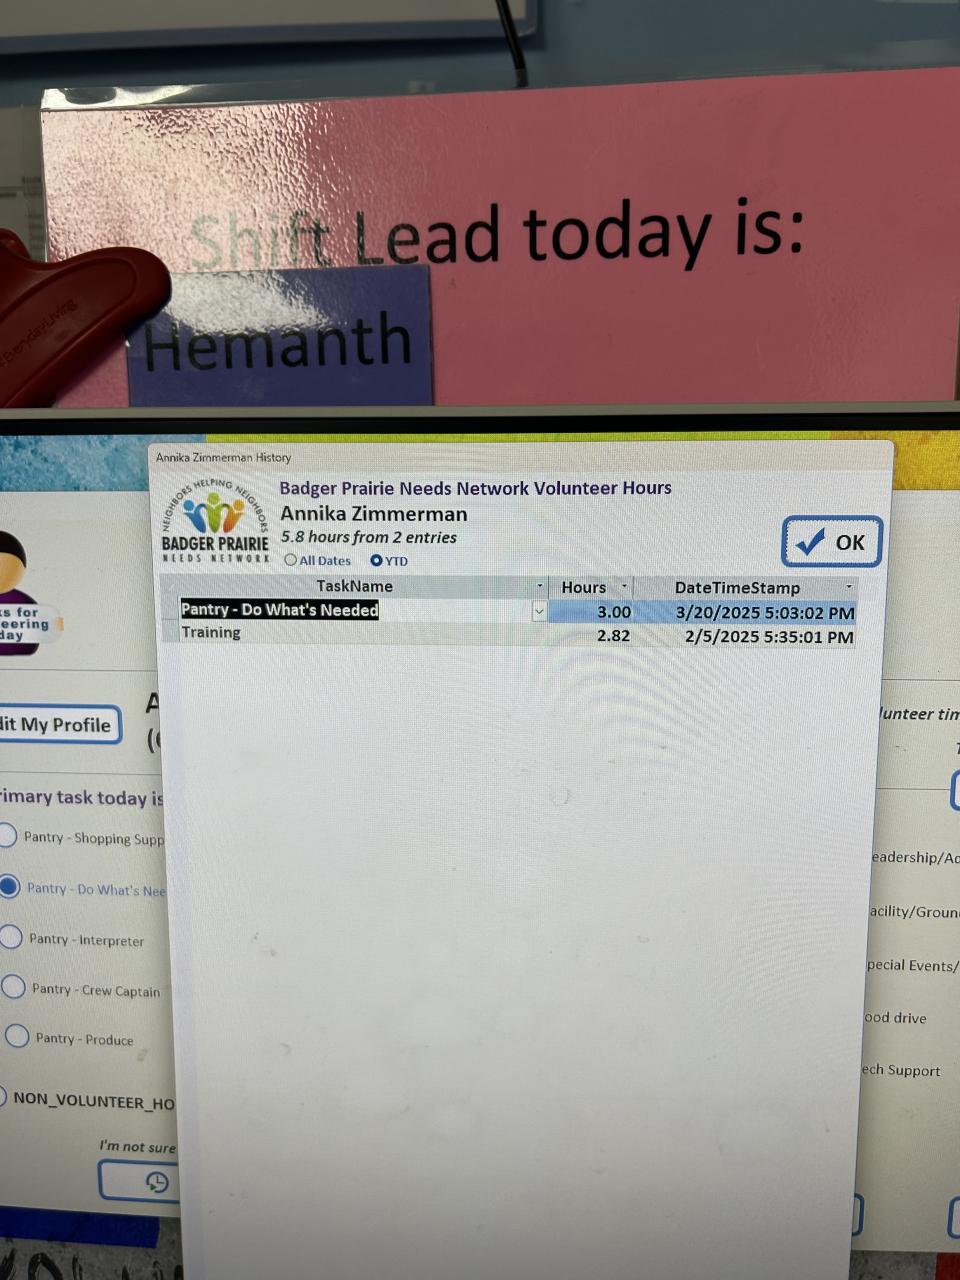 Shift Lead today is:
Hemanth
EverydayLiving
Annika Zimmerman History
NEIGHBORS HELPING NEIGHBORS
BADGER PRAIRIE
NEEDS NETWORK
Badger Prairie Needs Network Volunteer Hours
Annika Zimmerman
5.8 hours from 2 entries
All Dates YTD
OK
TaskName Hours DateTimeStamp
Pantry - Do What's Needed 3.00 3/20/2025 5:03:02 PM
Training 2.82 2/5/2025 5:35:01 PM
s for
eering
day
dit My Profile
A
(
rimary task today is
Pantry - Shopping Supp
Pantry - Do What's Nee
Pantry - Interpreter
Pantry - Crew Captain
Pantry - Produce
NON_VOLUNTEER_HO
I'm not sure
lunteer tim
eadership/Ad
acility/Groun
pecial Events/
ood drive
ech Support